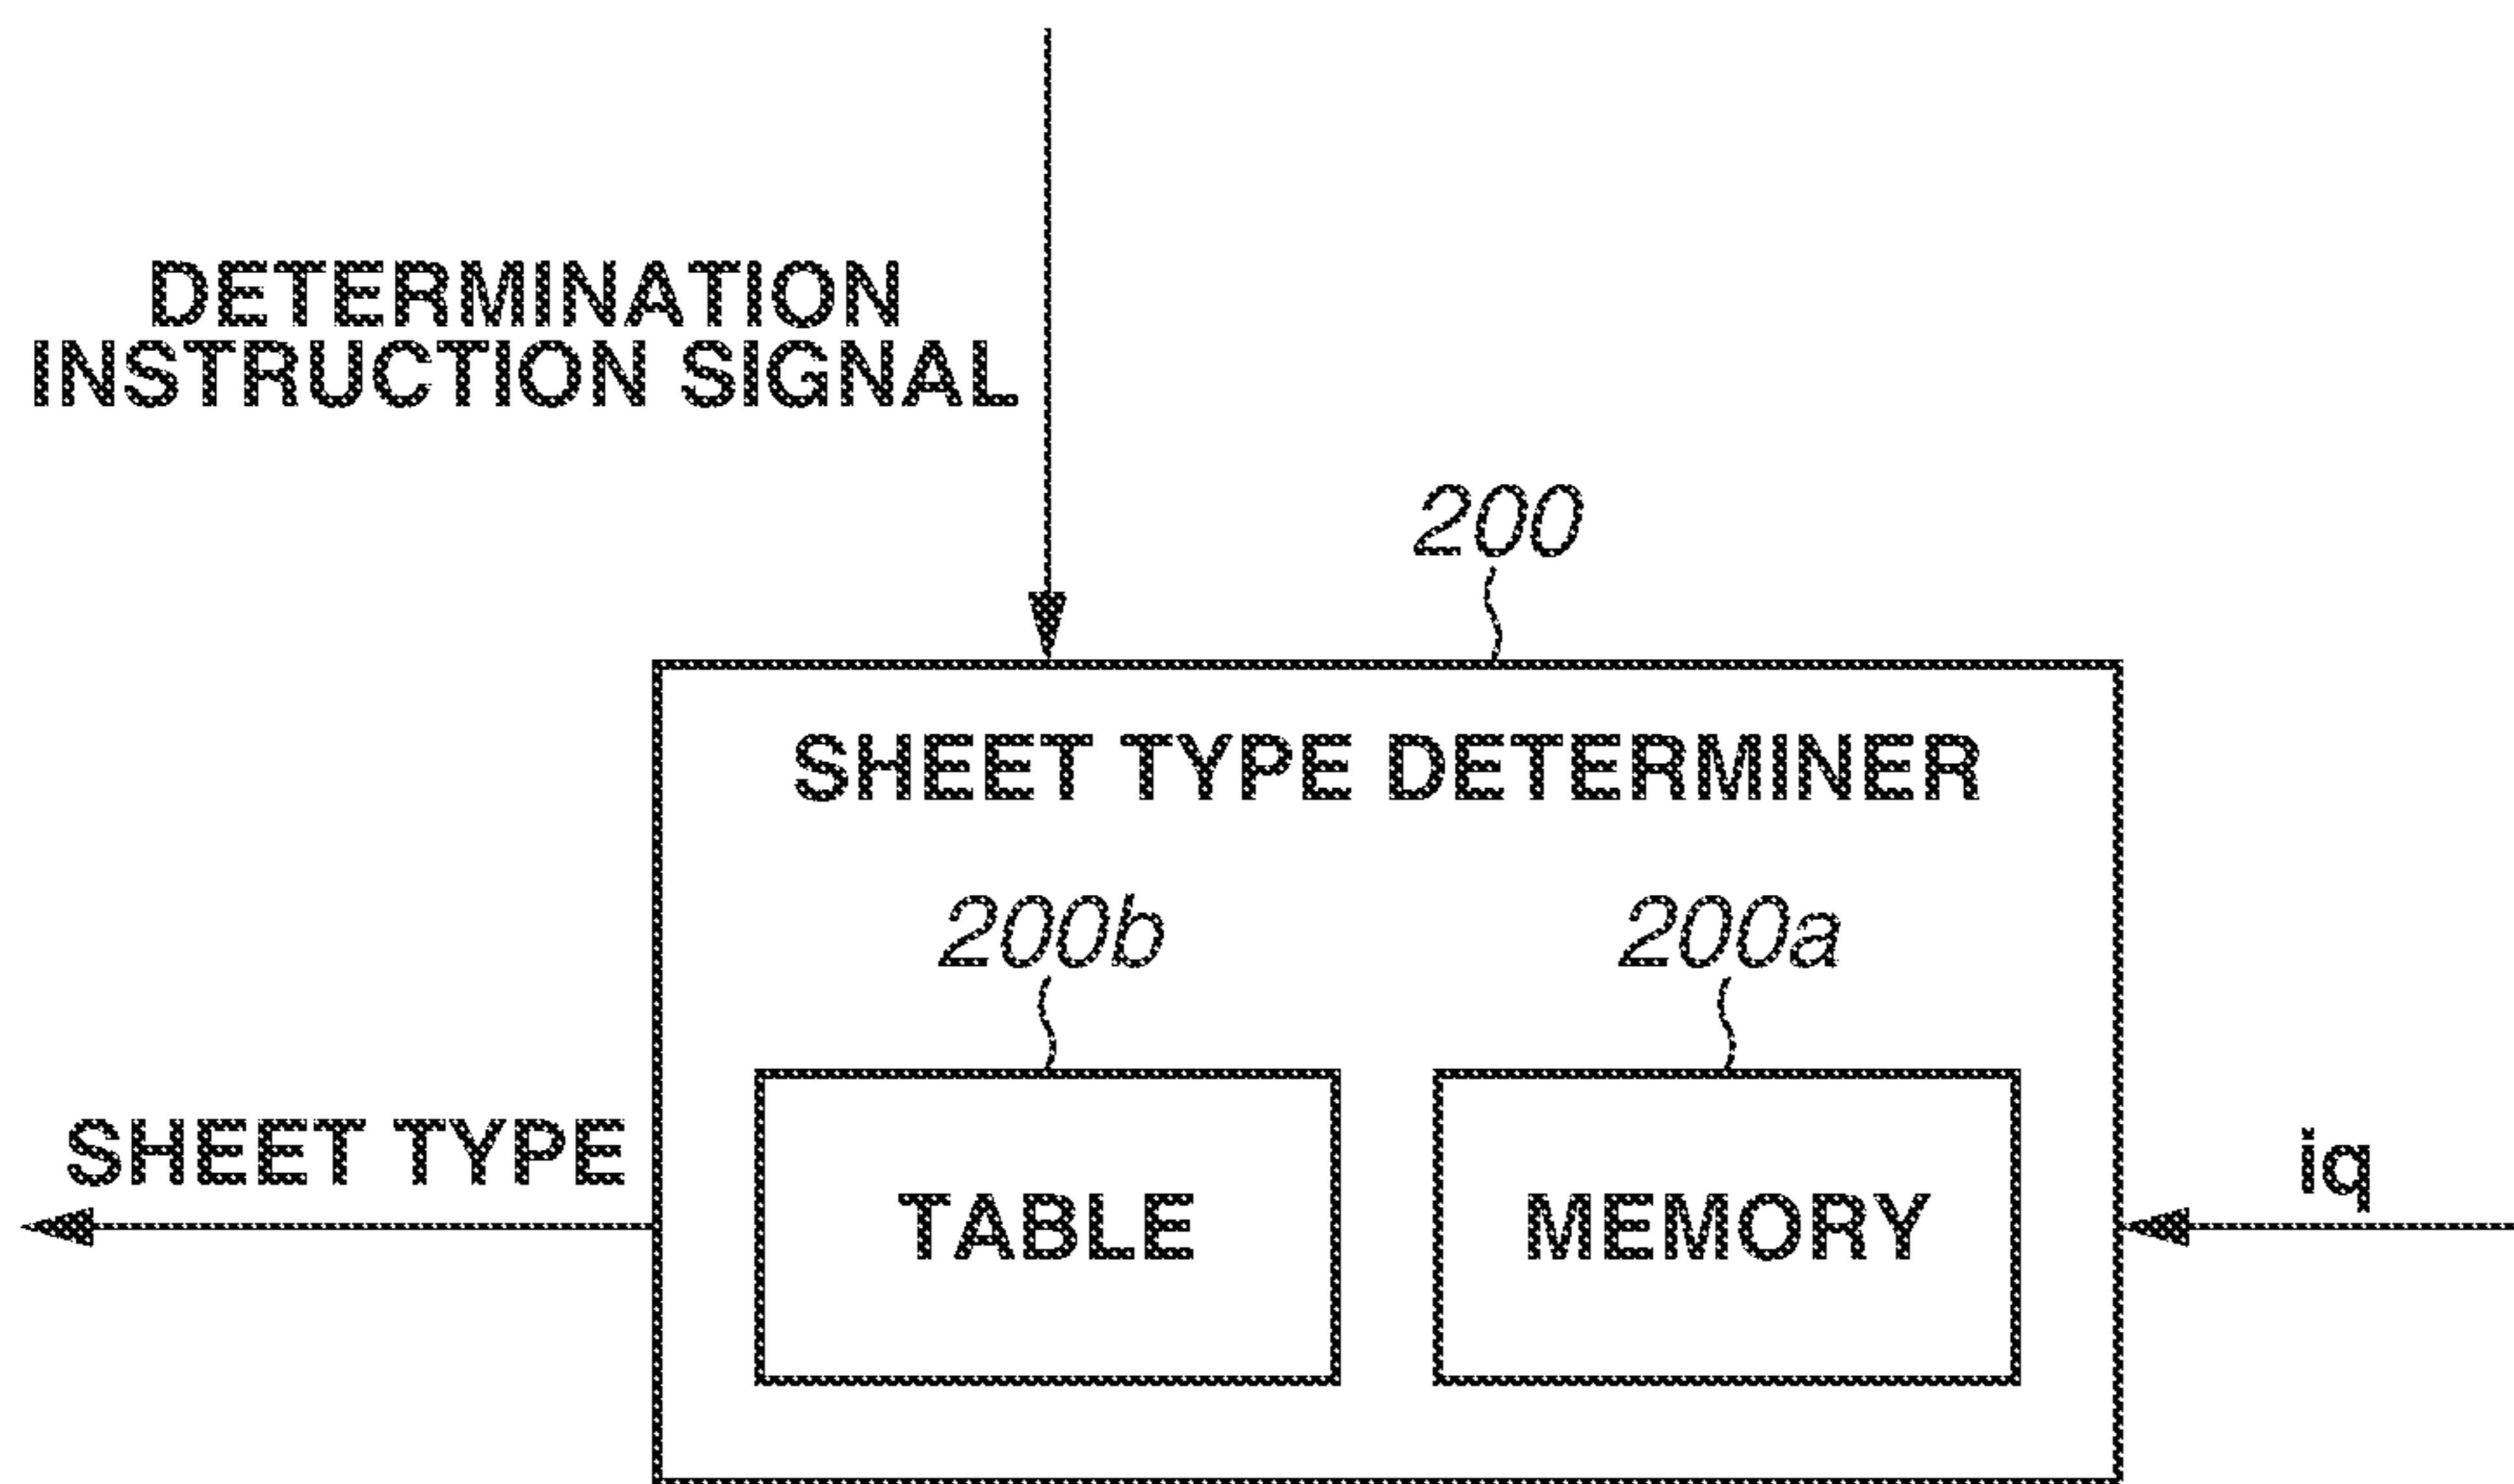 DETERMINATION
INSTRUCTION SIGNAL
200
SHEET TYPE DETERMINER
200b
200a
SHEET TYPE
TABLE
MEMORY
iq